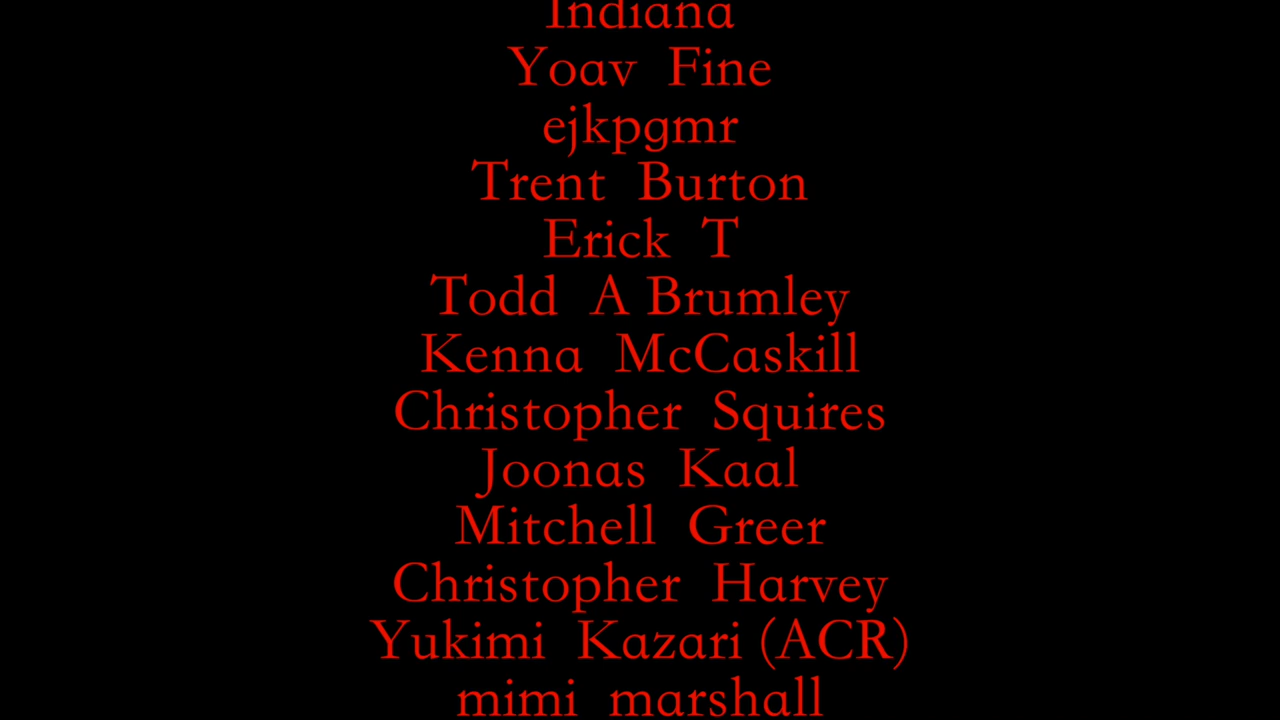 Indiana
Yoav Fine
ejkpgmr
Trent Burton
Erick T
Todd A Brumley
Kenna McCaskill
Christopher Squires
Joonas Kaal
Mitchell Greer
Christopher Harvey
Yukimi Kazari (ACR)
mimi marshall